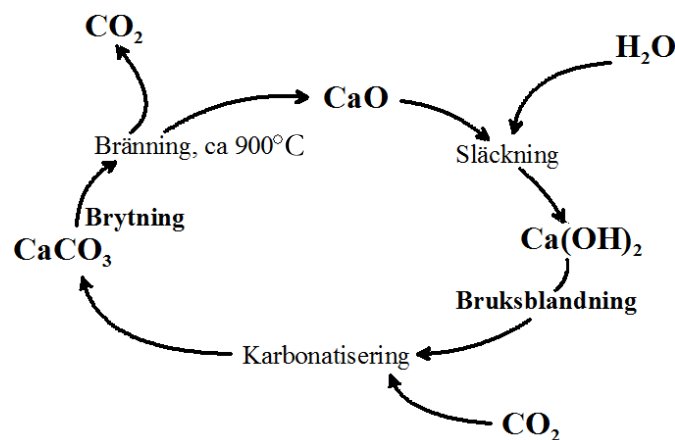 CO₂
H₂O
CaO
Bränning, ca 900°C
Släckning
Brytning
CaCO₃
Ca(OH)₂
Bruksblandning
Karbonatisering
CO₂